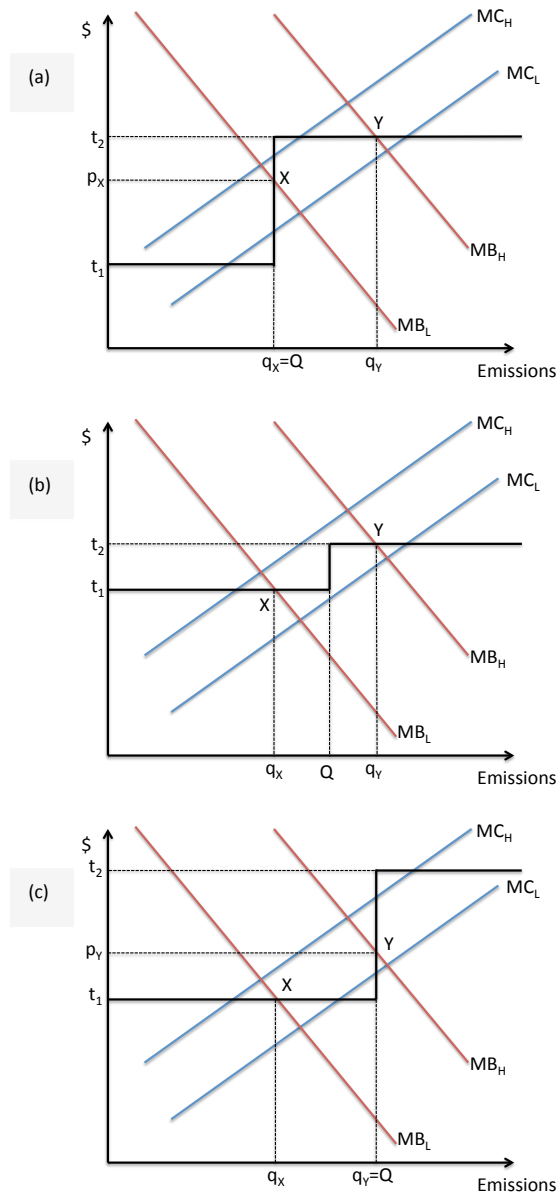 $
MC_H
(a)
MC_L
Y
t_2
p_X
X
t_1
MB_H
MB_L
q_X=Q
q_Y
Emissions
$
MC_H
(b)
MC_L
Y
t_2
t_1
X
MB_H
MB_L
q_X
Q
q_Y
Emissions
$
MC_H
t_2
(c)
MC_L
p_Y
Y
X
t_1
MB_H
MB_L
q_X
q_Y=Q
Emissions